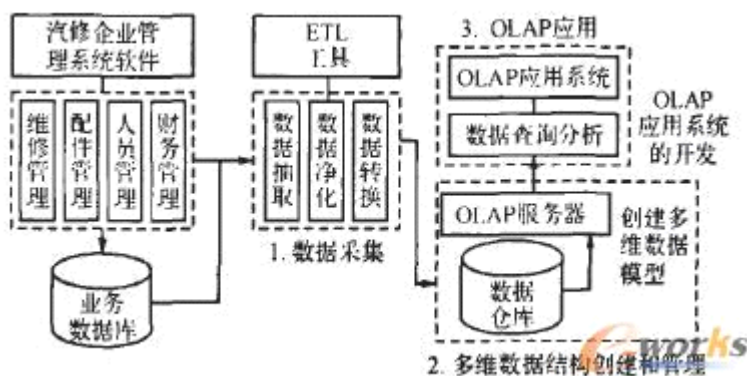 汽修企业管
理系统软件
维修管理
配件管理
人员管理
财务管理
业务
数据库
ETL
工具
数据抽取
数据净化
数据转换
1. 数据采集
3. OLAP应用
OLAP应用系统
数据查询分析
OLAP
应用系统
的开发
OLAP服务器
创建多
维数据
模型
数据
仓库
2. 多维数据结构创建和管理
e-works